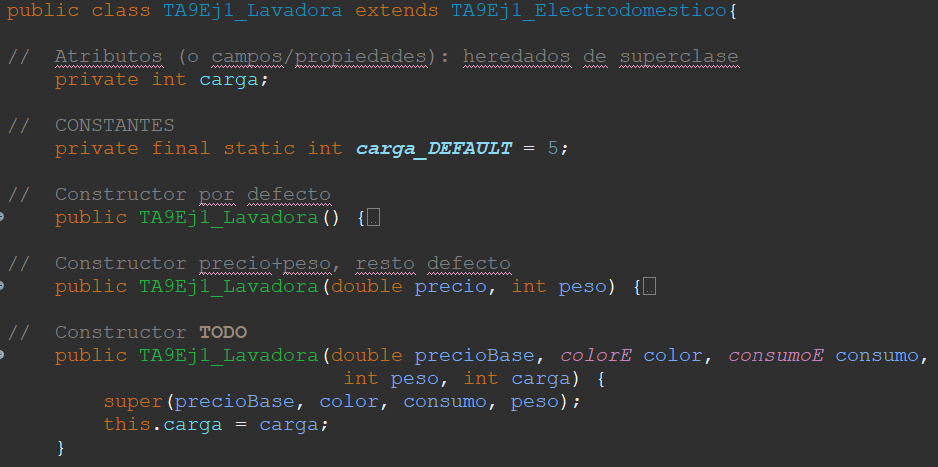 public class TA9Ej1_Lavadora extends TA9Ej1_Electrodomestico{
// Atributos (o campos/propiedades): heredados de superclase
private int carga;
// CONSTANTES
private final static int carga_DEFAULT = 5;
// Constructor por defecto
public TA9Ej1_Lavadora() {..
// Constructor precio+peso, resto defecto
public TA9Ej1_Lavadora(double precio, int peso) {..
// Constructor TODO
public TA9Ej1_Lavadora(double precioBase, colorE color, consumoE consumo,
int peso, int carga) {
super(precioBase, color, consumo, peso);
this.carga = carga;
}